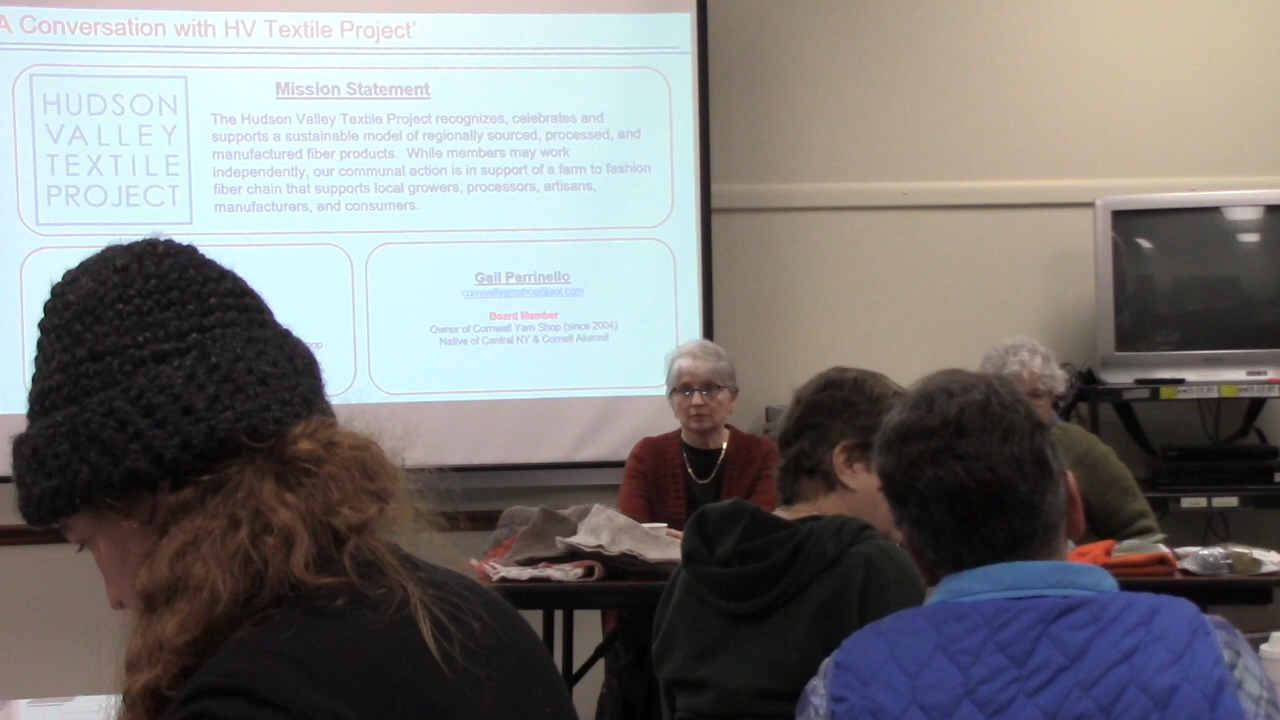 A Conversation with HV Textile Project'
Mission Statement
HUDSON
VALLEY
TEXTILE
PROJECT
The Hudson Valley Textile Project recognizes, celebrates and
supports a sustainable model of regionally sourced, processed, and
manufactured fiber products. While members may work
independently, our communal action is in support of a farm to fashion
fiber chain that supports local growers, processors, artisans,
manufacturers, and consumers.
Gail Parrinello
cornwallyarnshop@aol.com
Board Member
Owner of Cornwall Yarn Shop (since 2004)
Native of Central NY & Cornell Alumni!